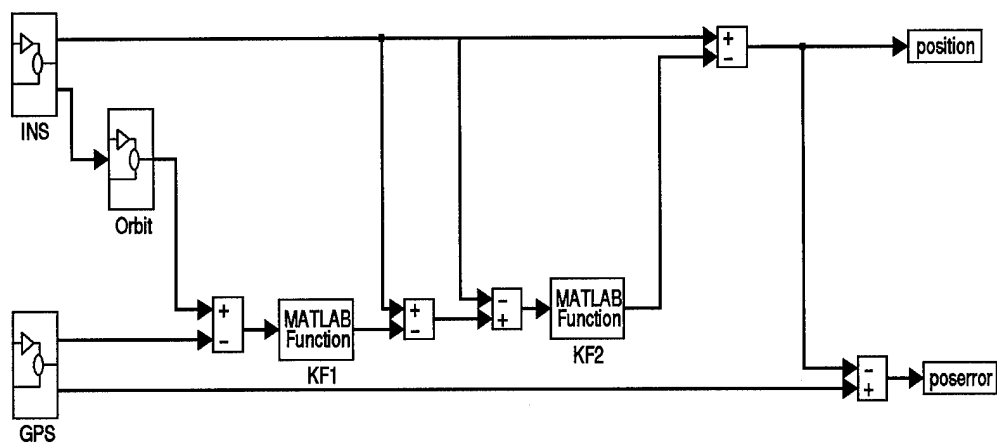 +
−
position
INS
Orbit
+
−
MATLAB
Function
KF1
+
−
−
+
MATLAB
Function
KF2
−
+
poserror
GPS